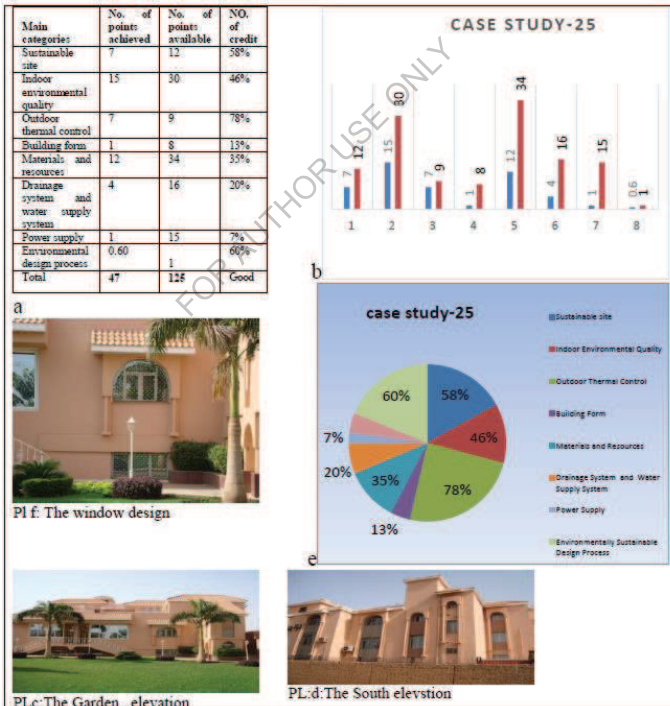 Main categories No. of points achieved No. of points available NO. of credit
Sustainable site 7 12 58%
Indoor environmental quality 15 30 46%
Outdoor thermal control 7 9 78%
Building form 1 8 13%
Materials and resources 12 34 35%
Drainage system and water supply system 4 16 20%
Power supply 1 15 7%
Environmental design process 0.60 1 60%
Total 47 125 Good
a
CASE STUDY-25
7 12 15 30 7 9 1 8 12 34 4 16 1 15 0.6 1
1 2 3 4 5 6 7 8
b
FOR AUTHOR USE ONLY
case study-25
58%
46%
78%
13%
35%
20%
7%
60%
Sustainable site
Indoor Environmental Quality
Outdoor Thermal Control
Building Form
Materials and Resources
Drainage System and Water
Supply System
Power Supply
Environmentally Sustainable
Design Process
e
Pl f: The window design
PLc:The Garden elevation
PL:d:The South elevstion